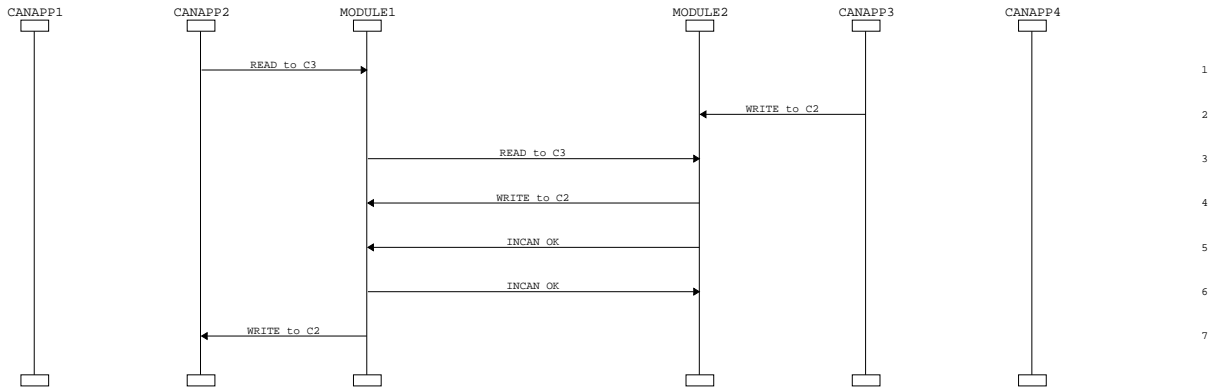 CANAPP1 CANAPP2 MODULE1 MODULE2 CANAPP3 CANAPP4
READ to C3 1
WRITE to C2 2
READ to C3 3
WRITE to C2 4
INCAN OK 5
INCAN OK 6
WRITE to C2 7